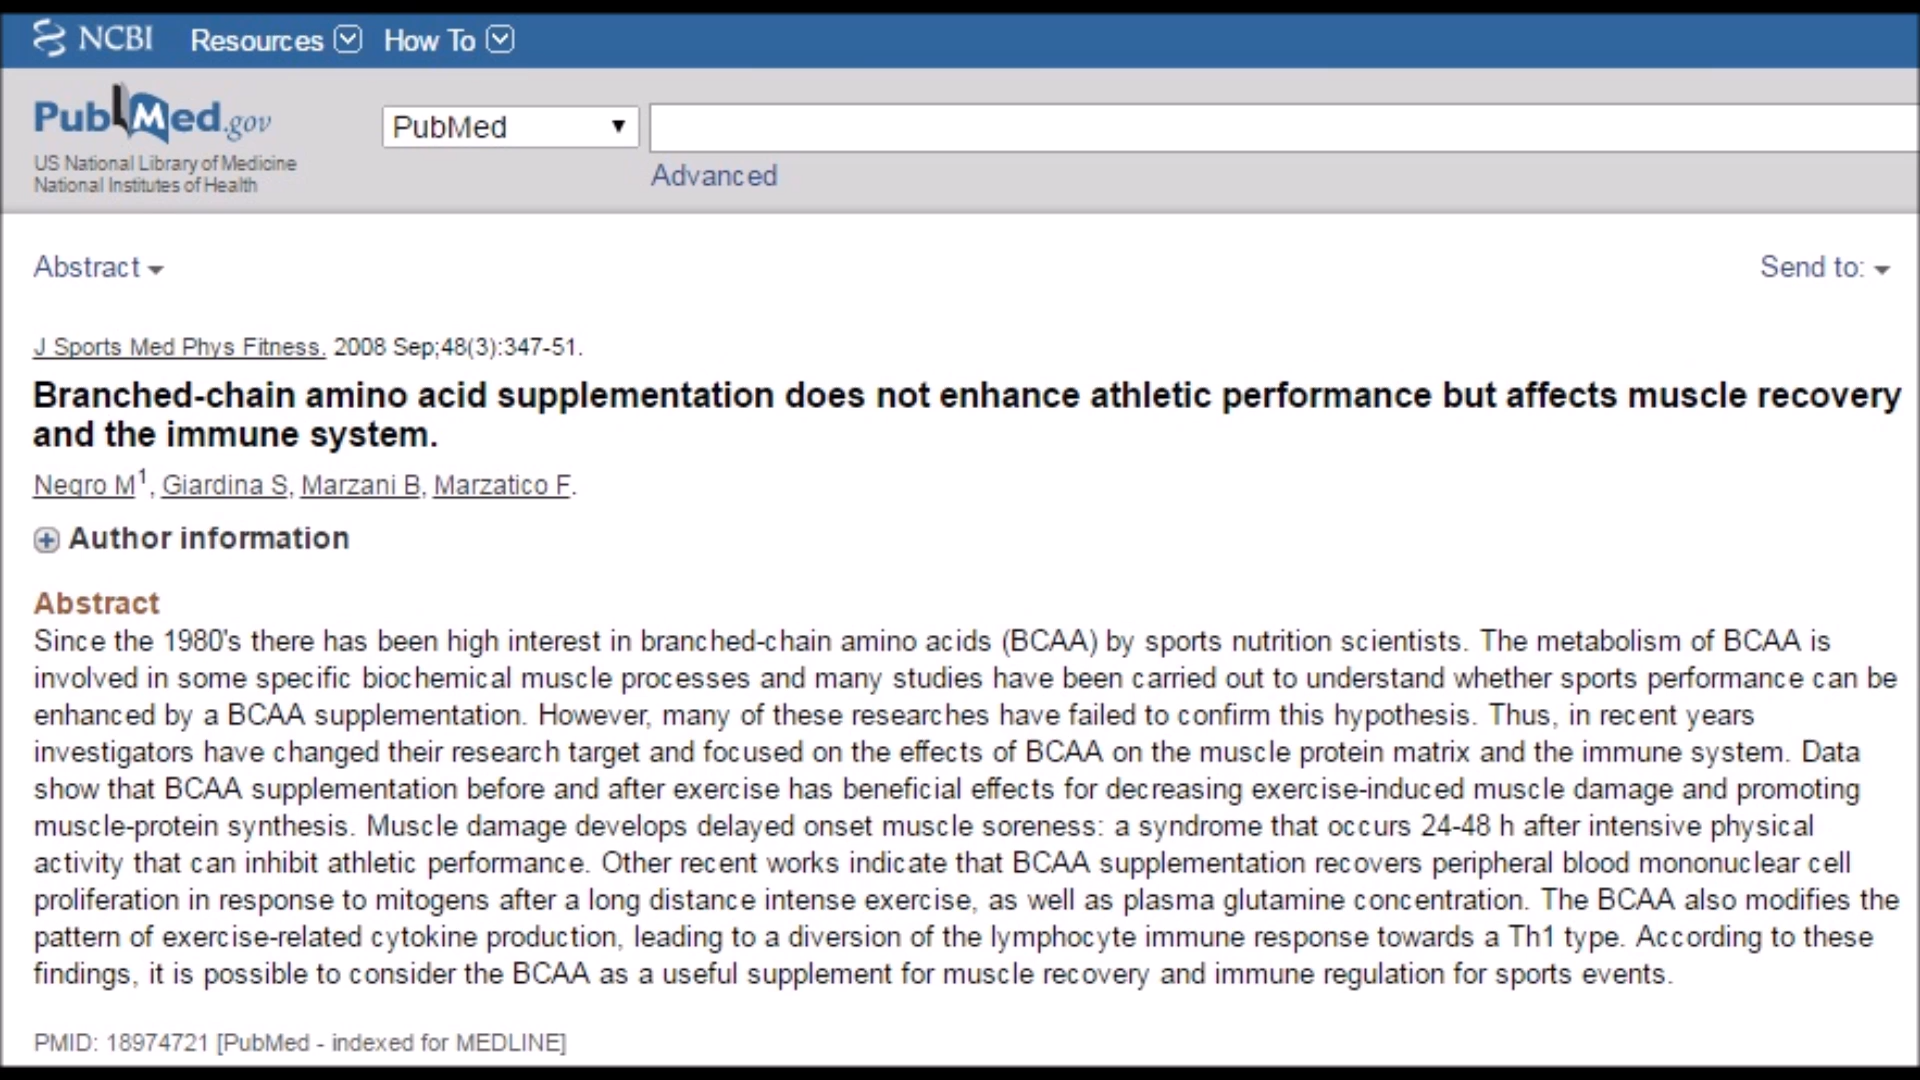 NCBI Resources How To
PubMed.gov
US National Library of Medicine
National Institutes of Health
PubMed
Advanced
Abstract
Send to:
J Sports Med Phys Fitness. 2008 Sep;48(3):347-51.
Branched-chain amino acid supplementation does not enhance athletic performance but affects muscle recovery
and the immune system.
Negro M1, Giardina S, Marzani B, Marzatico F.
Author information
Abstract
Since the 1980's there has been high interest in branched-chain amino acids (BCAA) by sports nutrition scientists. The metabolism of BCAA is
involved in some specific biochemical muscle processes and many studies have been carried out to understand whether sports performance can be
enhanced by a BCAA supplementation. However, many of these researches have failed to confirm this hypothesis. Thus, in recent years
investigators have changed their research target and focused on the effects of BCAA on the muscle protein matrix and the immune system. Data
show that BCAA supplementation before and after exercise has beneficial effects for decreasing exercise-induced muscle damage and promoting
muscle-protein synthesis. Muscle damage develops delayed onset muscle soreness: a syndrome that occurs 24-48 h after intensive physical
activity that can inhibit athletic performance. Other recent works indicate that BCAA supplementation recovers peripheral blood mononuclear cell
proliferation in response to mitogens after a long distance intense exercise, as well as plasma glutamine concentration. The BCAA also modifies the
pattern of exercise-related cytokine production, leading to a diversion of the lymphocyte immune response towards a Th1 type. According to these
findings, it is possible to consider the BCAA as a useful supplement for muscle recovery and immune regulation for sports events.
PMID: 18974721 [PubMed - indexed for MEDLINE]